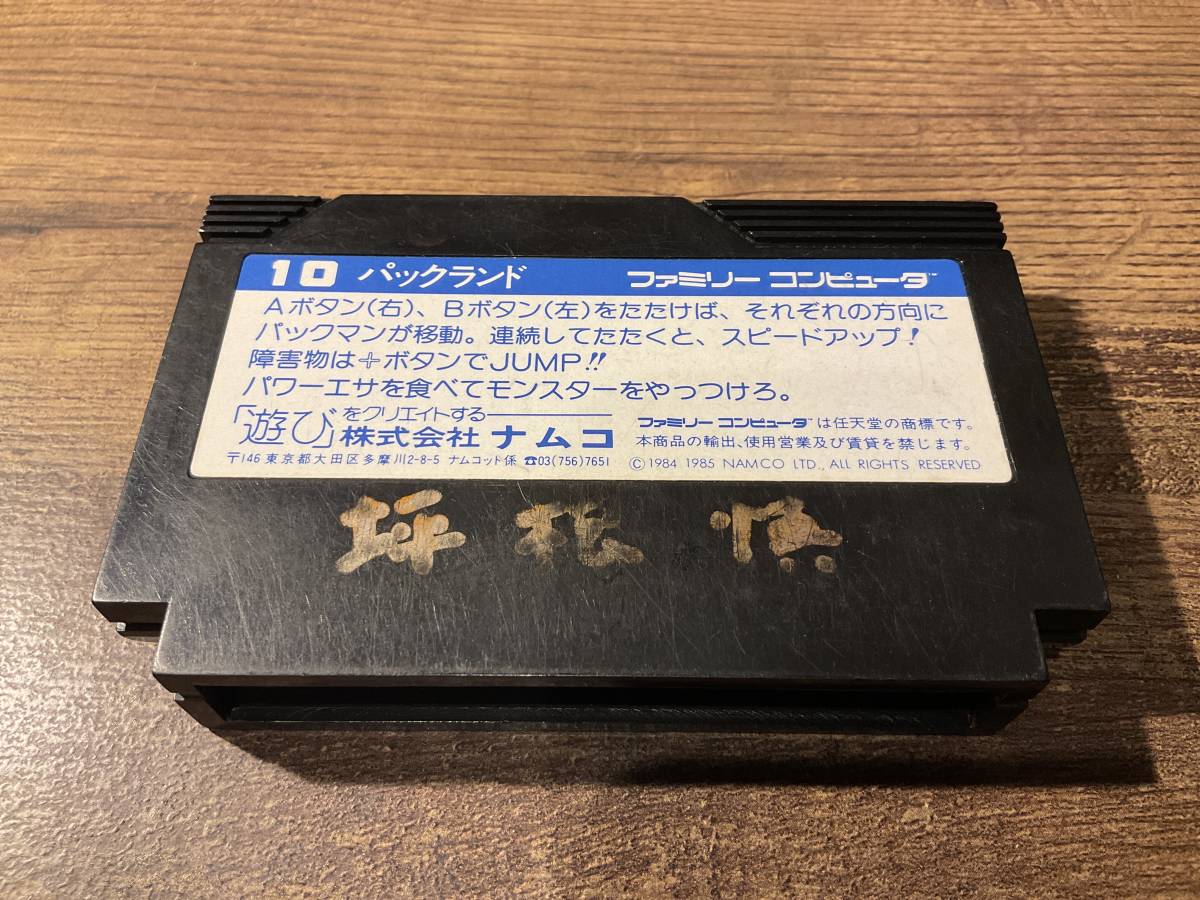 10 パックランド ファミリー コンピュータ™
Aボタン(右)、Bボタン(左)をたたけば、それぞれの方向に
パックマンが移動。連続してたたくと、スピードアップ!
障害物は✛ボタンでJUMP!!
パワーエサを食べてモンスターをやっつけろ。
「遊び」をクリエイトする
株式会社 ナムコ
〒146 東京都大田区多摩川2-8-5 ナムコット係 ☎03(756)7651
ファミリー コンピュータ™は任天堂の商標です。
本商品の輸出、使用営業及び賃貸を禁じます。
©1984 1985 NAMCO LTD., ALL RIGHTS RESERVED